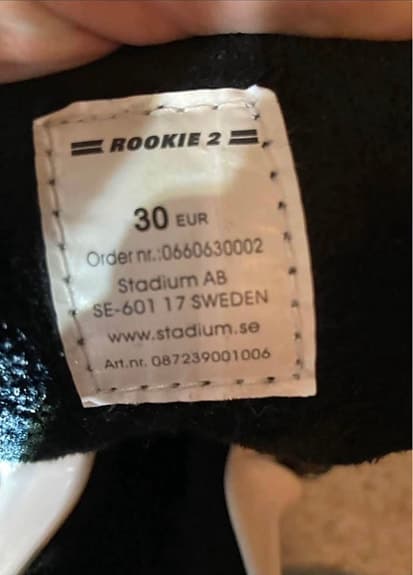 ROOKIE 2
30 EUR
Order nr.:0660630002
Stadium AB
SE-601 17 SWEDEN
www.stadium.se
Art.nr. 087239001006